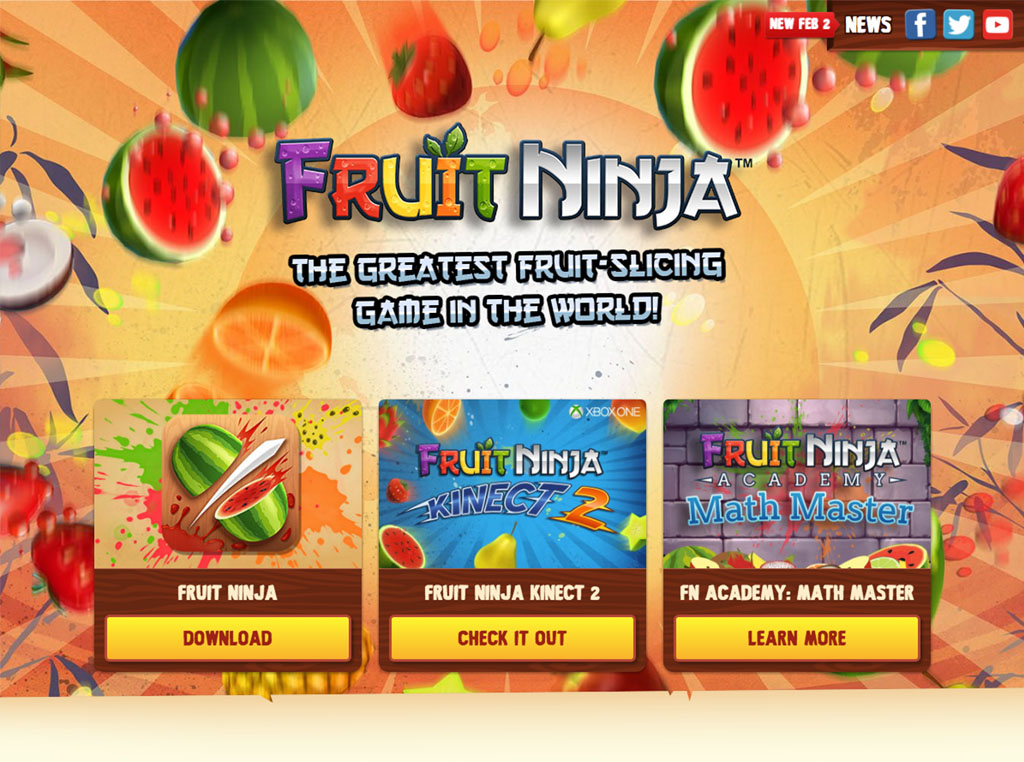 NEW FEB 2 NEWS
FRUIT NINJA™
THE GREATEST FRUIT-SLICING
GAME IN THE WORLD!
XBOX ONE
FRUIT NINJA™
KINECT 2
FRUIT NINJA™
ACADEMY
Math Master
FRUIT NINJA
DOWNLOAD
FRUIT NINJA KINECT 2
CHECK IT OUT
FN ACADEMY: MATH MASTER
LEARN MORE